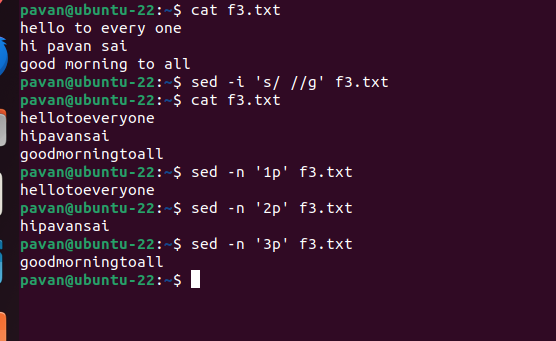 pavan@ubuntu-22:~$ cat f3.txt
hello to every one
hi pavan sai
good morning to all
pavan@ubuntu-22:~$ sed -i 's/ //g' f3.txt
pavan@ubuntu-22:~$ cat f3.txt
hellotoeveryone
hipavansai
goodmorningtoall
pavan@ubuntu-22:~$ sed -n '1p' f3.txt
hellotoeveryone
pavan@ubuntu-22:~$ sed -n '2p' f3.txt
hipavansai
pavan@ubuntu-22:~$ sed -n '3p' f3.txt
goodmorningtoall
pavan@ubuntu-22:~$